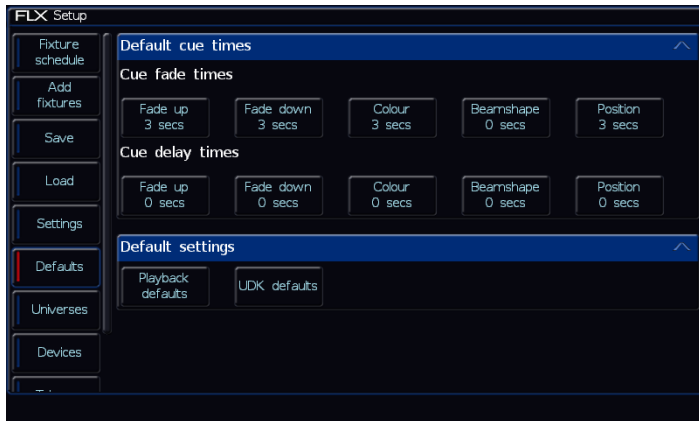 FLX Setup
Fixture
schedule
Add
fixtures
Save
Load
Settings
Defaults
Universes
Devices
Default cue times
Cue fade times
Fade up
3 secs
Fade down
3 secs
Colour
3 secs
Beamshape
0 secs
Position
3 secs
Cue delay times
Fade up
0 secs
Fade down
0 secs
Colour
0 secs
Beamshape
0 secs
Position
0 secs
Default settings
Playback
defaults
UDK defaults